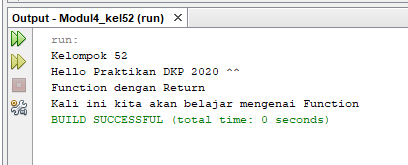 Output - Modul4_kel52 (run)
run:
Kelompok 52
Hello Praktikan DKP 2020 ^^
Function dengan Return
Kali ini kita akan belajar mengenai Function
BUILD SUCCESSFUL (total time: 0 seconds)